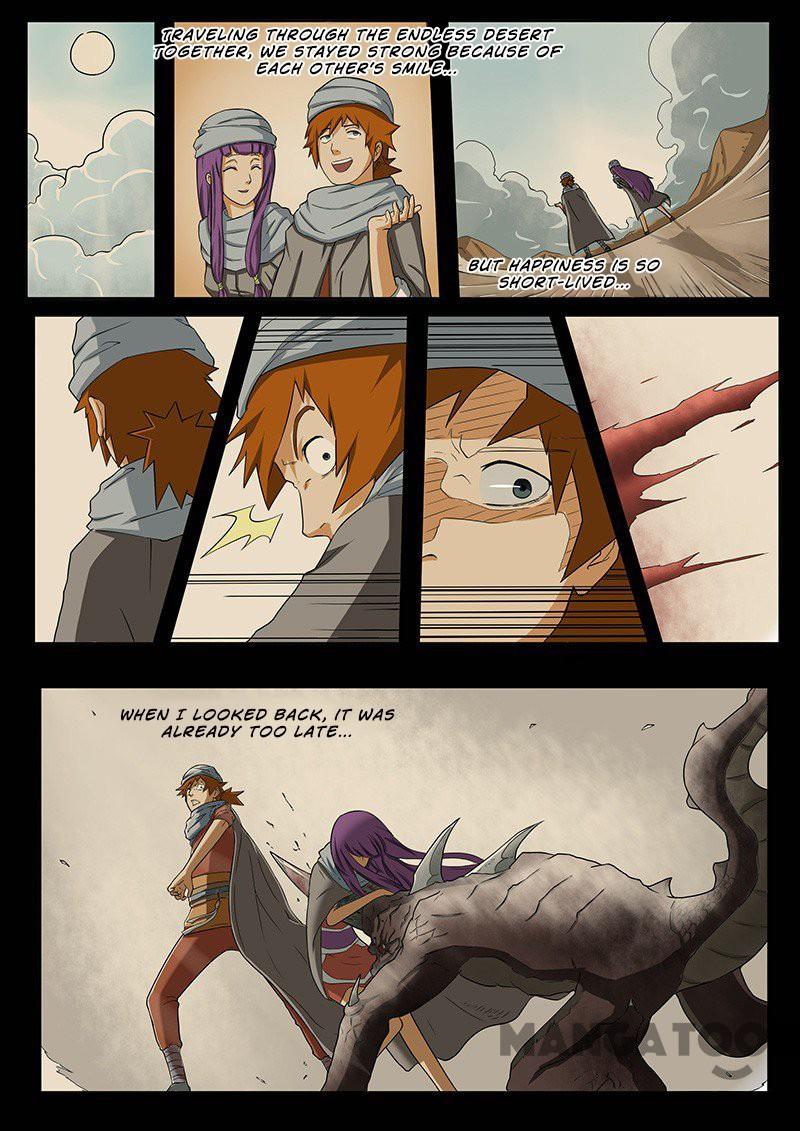 TRAVELING THROUGH THE ENDLESS DESERT
TOGETHER, WE STAYED STRONG BECAUSE OF
EACH OTHER'S SMILE...
BUT HAPPINESS IS SO
SHORT-LIVED...
WHEN I LOOKED BACK, IT WAS
ALREADY TOO LATE...
MANGATOO